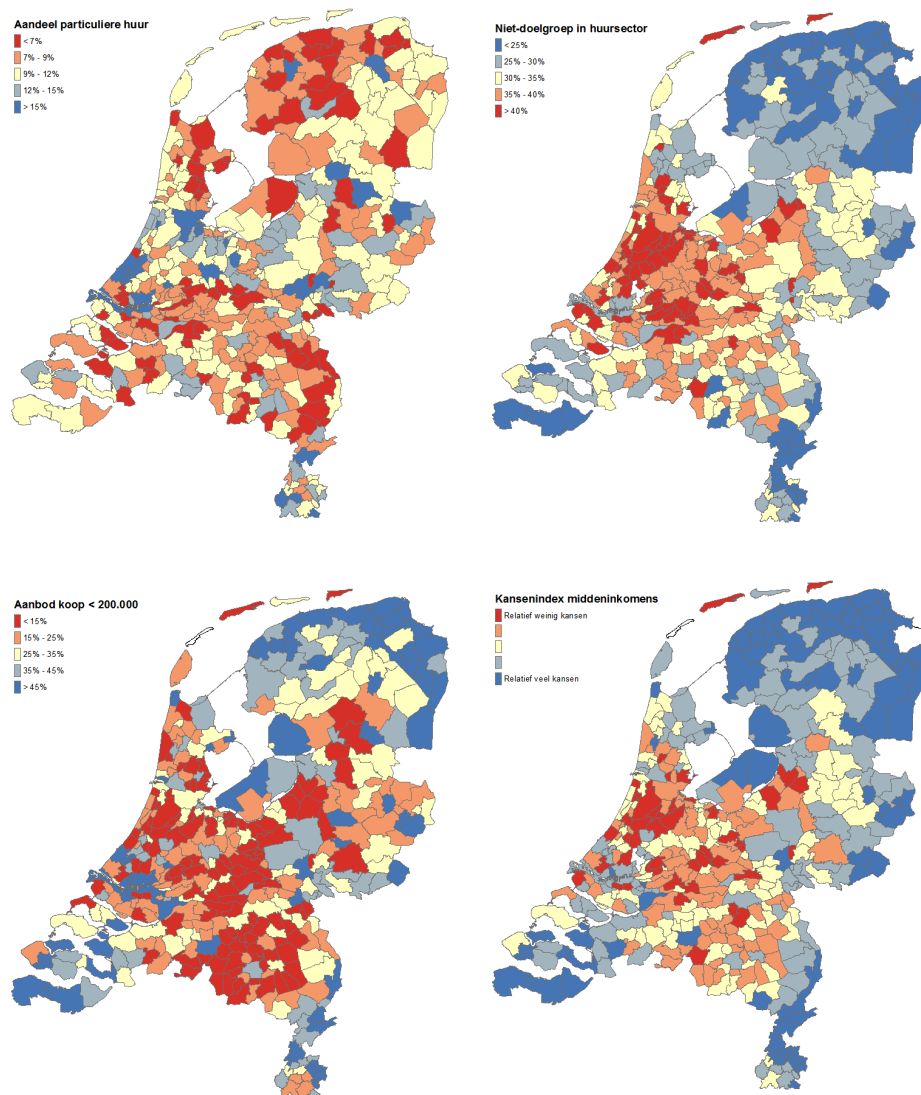 Aandeel particuliere huur
< 7%
7% - 9%
9% - 12%
12% - 15%
> 15%
Niet-doelgroep in huursector
< 25%
25% - 30%
30% - 35%
35% - 40%
> 40%
Aanbod koop < 200.000
< 15%
15% - 25%
25% - 35%
35% - 45%
> 45%
Kansenindex middeninkomens
Relatief weinig kansen
Relatief veel kansen